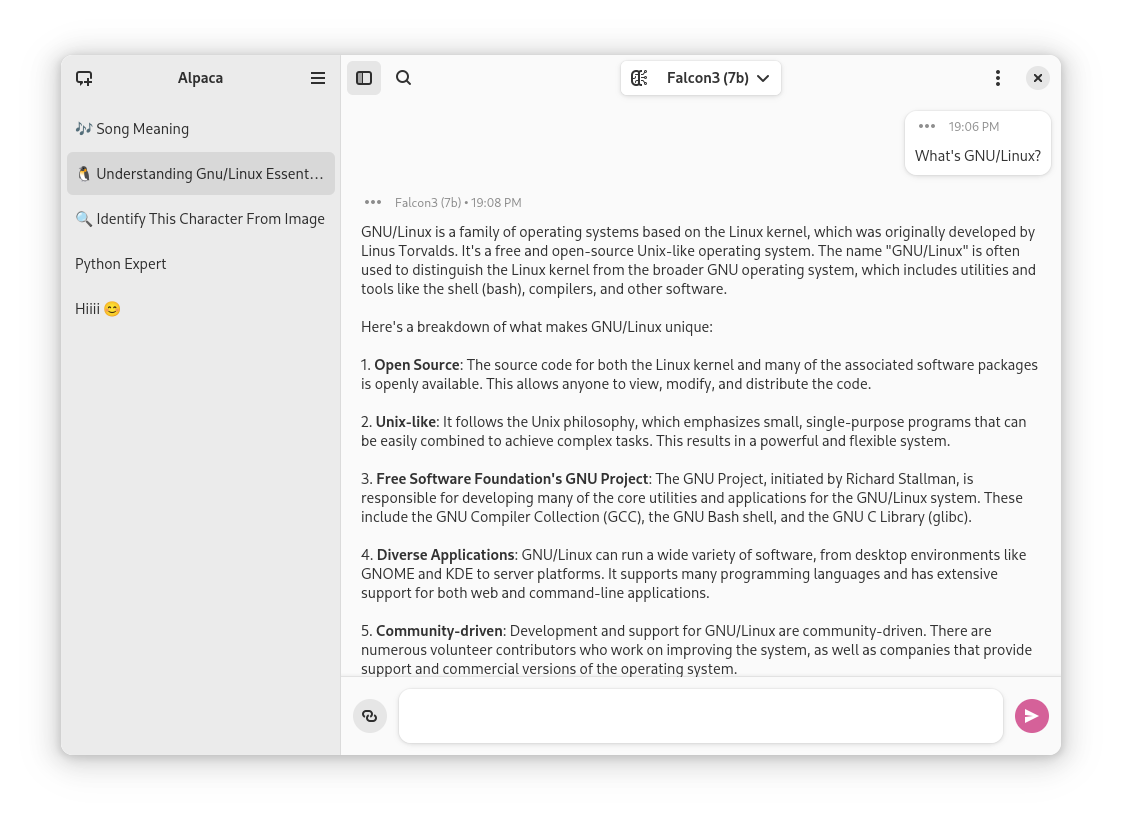 Alpaca
🎶 Song Meaning
🐧 Understanding Gnu/Linux Essent…
🔍 Identify This Character From Image
Python Expert
Hiiii 😊
Falcon3 (7b)
19:06 PM
What's GNU/Linux?
Falcon3 (7b) • 19:08 PM
GNU/Linux is a family of operating systems based on the Linux kernel, which was originally developed by
Linus Torvalds. It's a free and open-source Unix-like operating system. The name "GNU/Linux" is often
used to distinguish the Linux kernel from the broader GNU operating system, which includes utilities and
tools like the shell (bash), compilers, and other software.
Here's a breakdown of what makes GNU/Linux unique:
1. Open Source: The source code for both the Linux kernel and many of the associated software packages
is openly available. This allows anyone to view, modify, and distribute the code.
2. Unix-like: It follows the Unix philosophy, which emphasizes small, single-purpose programs that can
be easily combined to achieve complex tasks. This results in a powerful and flexible system.
3. Free Software Foundation's GNU Project: The GNU Project, initiated by Richard Stallman, is
responsible for developing many of the core utilities and applications for the GNU/Linux system. These
include the GNU Compiler Collection (GCC), the GNU Bash shell, and the GNU C Library (glibc).
4. Diverse Applications: GNU/Linux can run a wide variety of software, from desktop environments like
GNOME and KDE to server platforms. It supports many programming languages and has extensive
support for both web and command-line applications.
5. Community-driven: Development and support for GNU/Linux are community-driven. There are
numerous volunteer contributors who work on improving the system, as well as companies that provide
support and commercial versions of the operating system.